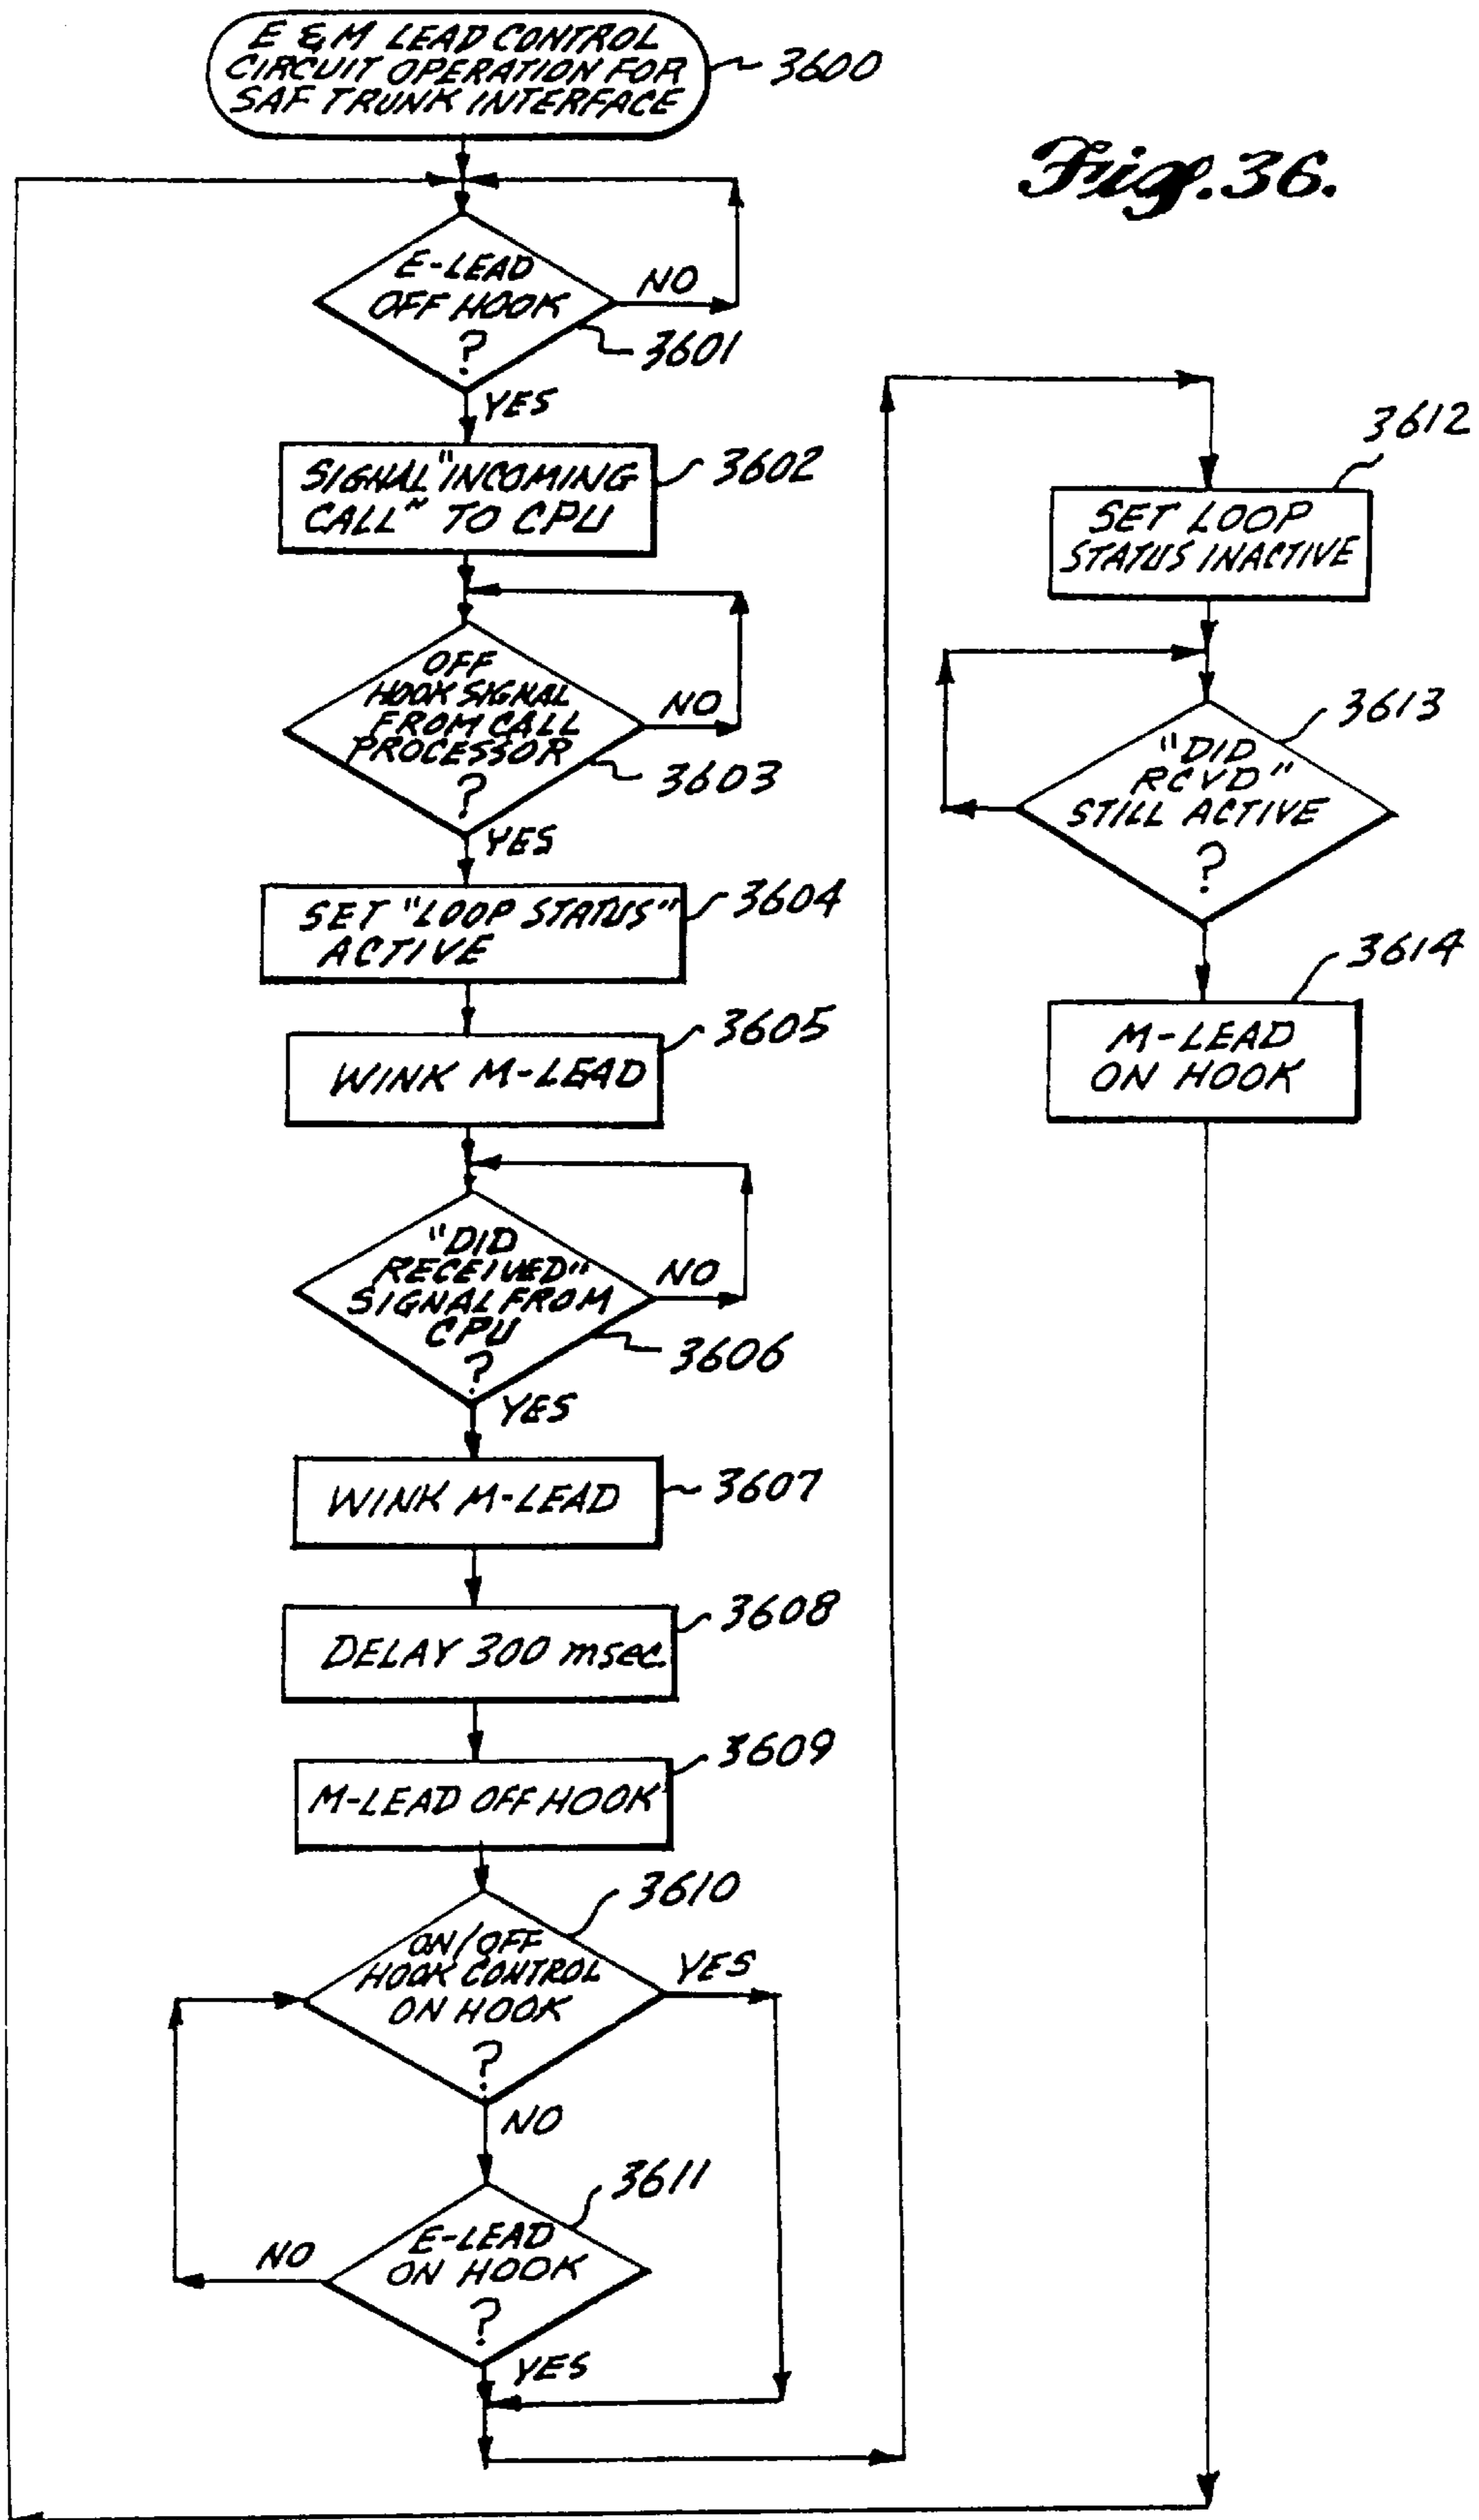 E & M LEAD CONTROL
CIRCUIT OPERATION FOR
SAF TRUNK INTERFACE
3600
Fig. 36.
E-LEAD
OFF HOOK
?
NO
3601
YES
SIGNAL "INCOMING
CALL" TO CPU
3602
OFF
HOOK SIGNAL
FROM CALL
PROCESSOR
?
NO
3603
YES
SET "LOOP STATUS"
ACTIVE
3604
WINK M-LEAD
3605
"DID
RECEIVED"
SIGNAL FROM
CPU
?
NO
3606
YES
WINK M-LEAD
3607
DELAY 300 msec.
3608
M-LEAD OFF HOOK
3609
ON/OFF
HOOK CONTROL
ON HOOK
?
3610
YES
NO
E-LEAD
ON HOOK
?
3611
NO
YES
3612
SET LOOP
STATUS INACTIVE
"DID
RCVD"
STILL ACTIVE
?
3613
3614
M-LEAD
ON HOOK